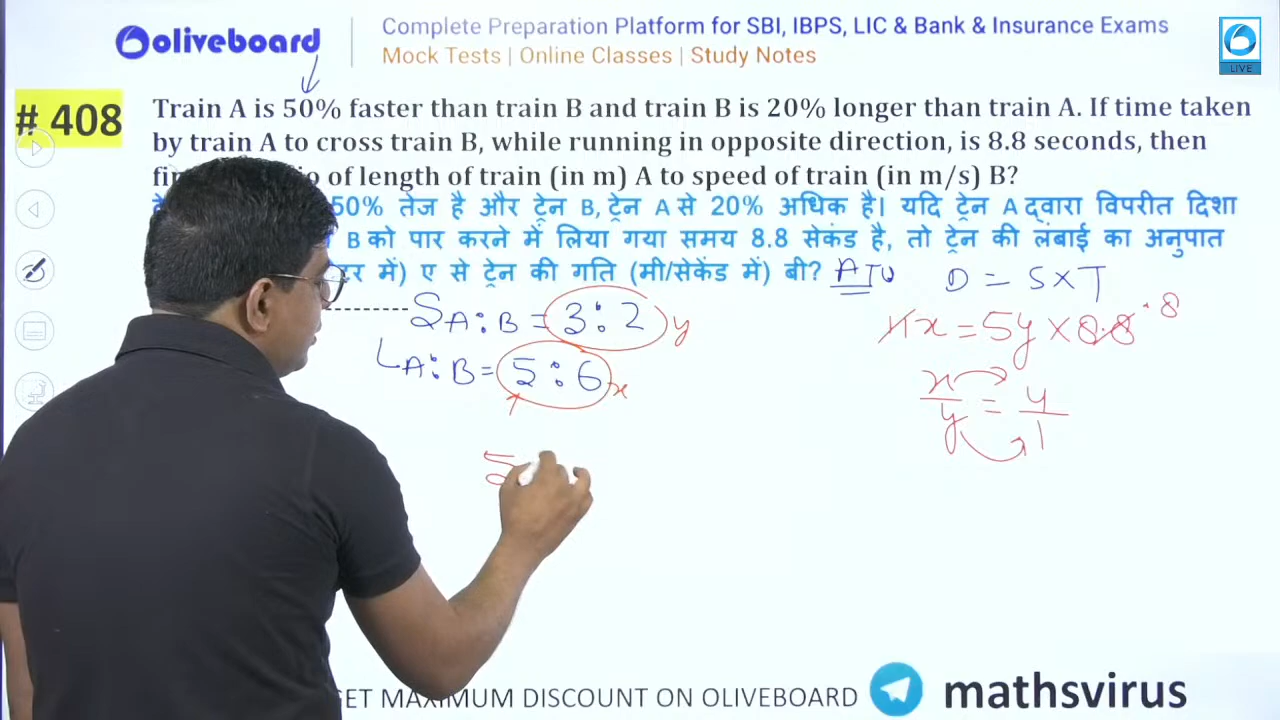 oliveboard
Complete Preparation Platform for SBI, IBPS, LIC & Bank & Insurance Exams
Mock Tests | Online Classes | Study Notes
LIVE
# 408
Train A is 50% faster than train B and train B is 20% longer than train A. If time taken
by train A to cross train B, while running in opposite direction, is 8.8 seconds, then
of length of train (in m) A to speed of train (in m/s) B?
50% तेज है और ट्रेन B, ट्रेन A से 20% अधिक है। यदि ट्रेन A द्वारा विपरीत दिशा
B को पार करने में लिया गया समय 8.8 सेकंड है, तो ट्रेन की लंबाई का अनुपात
में) ए से ट्रेन की गति (मी/सेकेंड में) बी?
D = S×T
S A:B = 3:2 y
11x = 5y × 8.8 .8
L A:B = 5:6 x
x/y = 4/1
5
GET MAXIMUM DISCOUNT ON OLIVEBOARD
mathsvirus